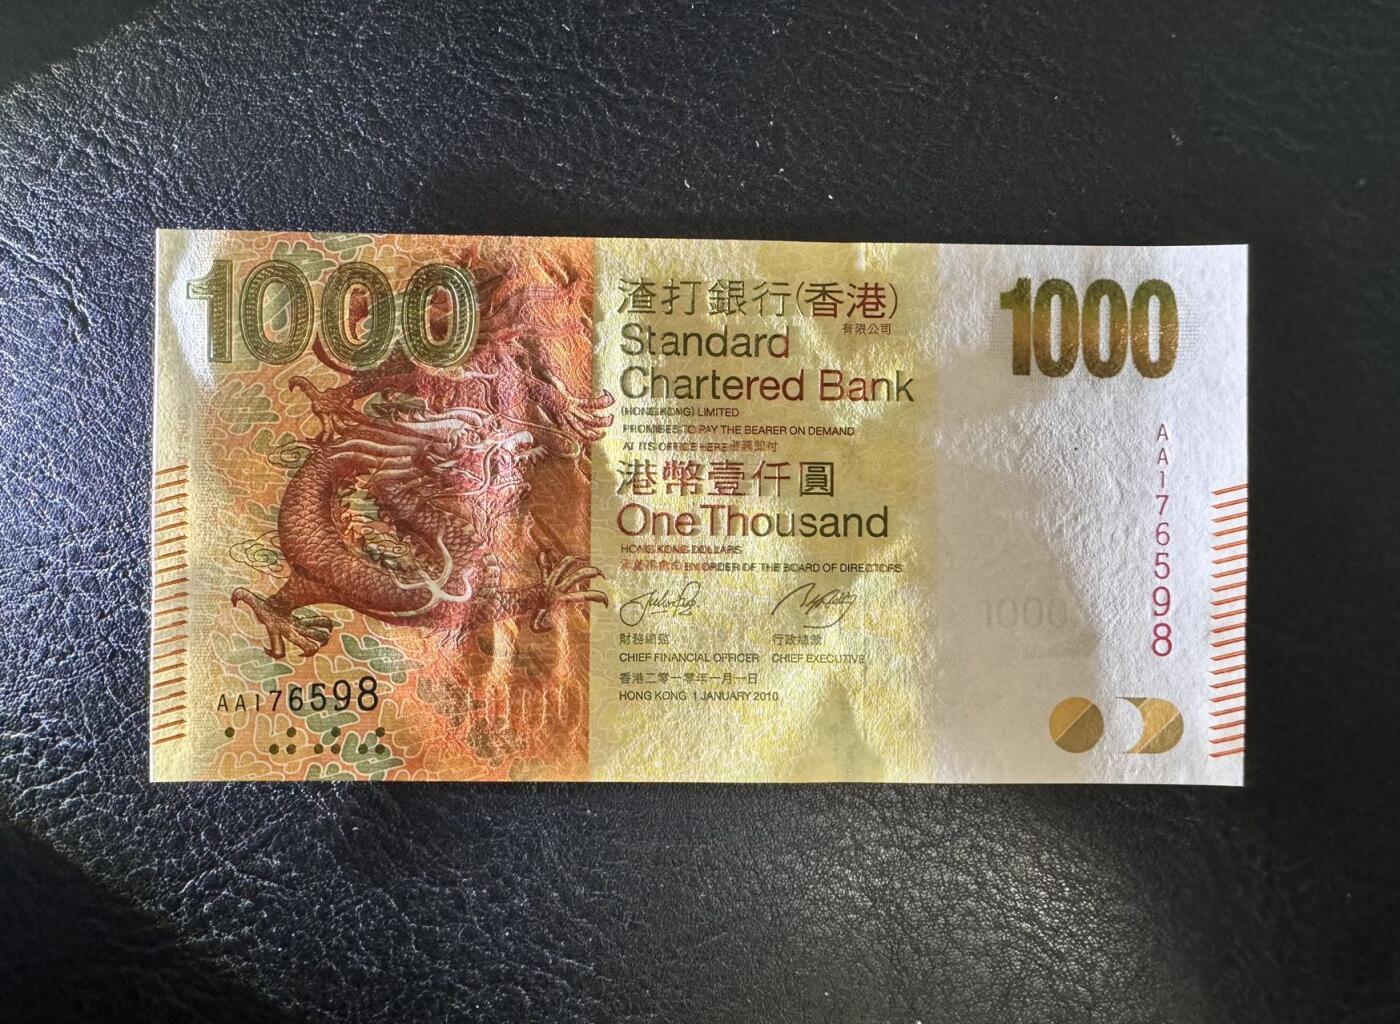 1000
渣打銀行(香港)
有限公司
Standard
Chartered Bank
(HONG KONG) LIMITED
PROMISES TO PAY THE BEARER ON DEMAND
AT ITS OFFICE HERE 憑票即付
港幣壹仟圓
One Thousand
HONG KONG DOLLARS
BY ORDER OF THE BOARD OF DIRECTORS
財務總監 行政總裁
CHIEF FINANCIAL OFFICER CHIEF EXECUTIVE
香港二零一零年一月一日
HONG KONG 1 JANUARY 2010
AA176598
1000
AA176598
1000